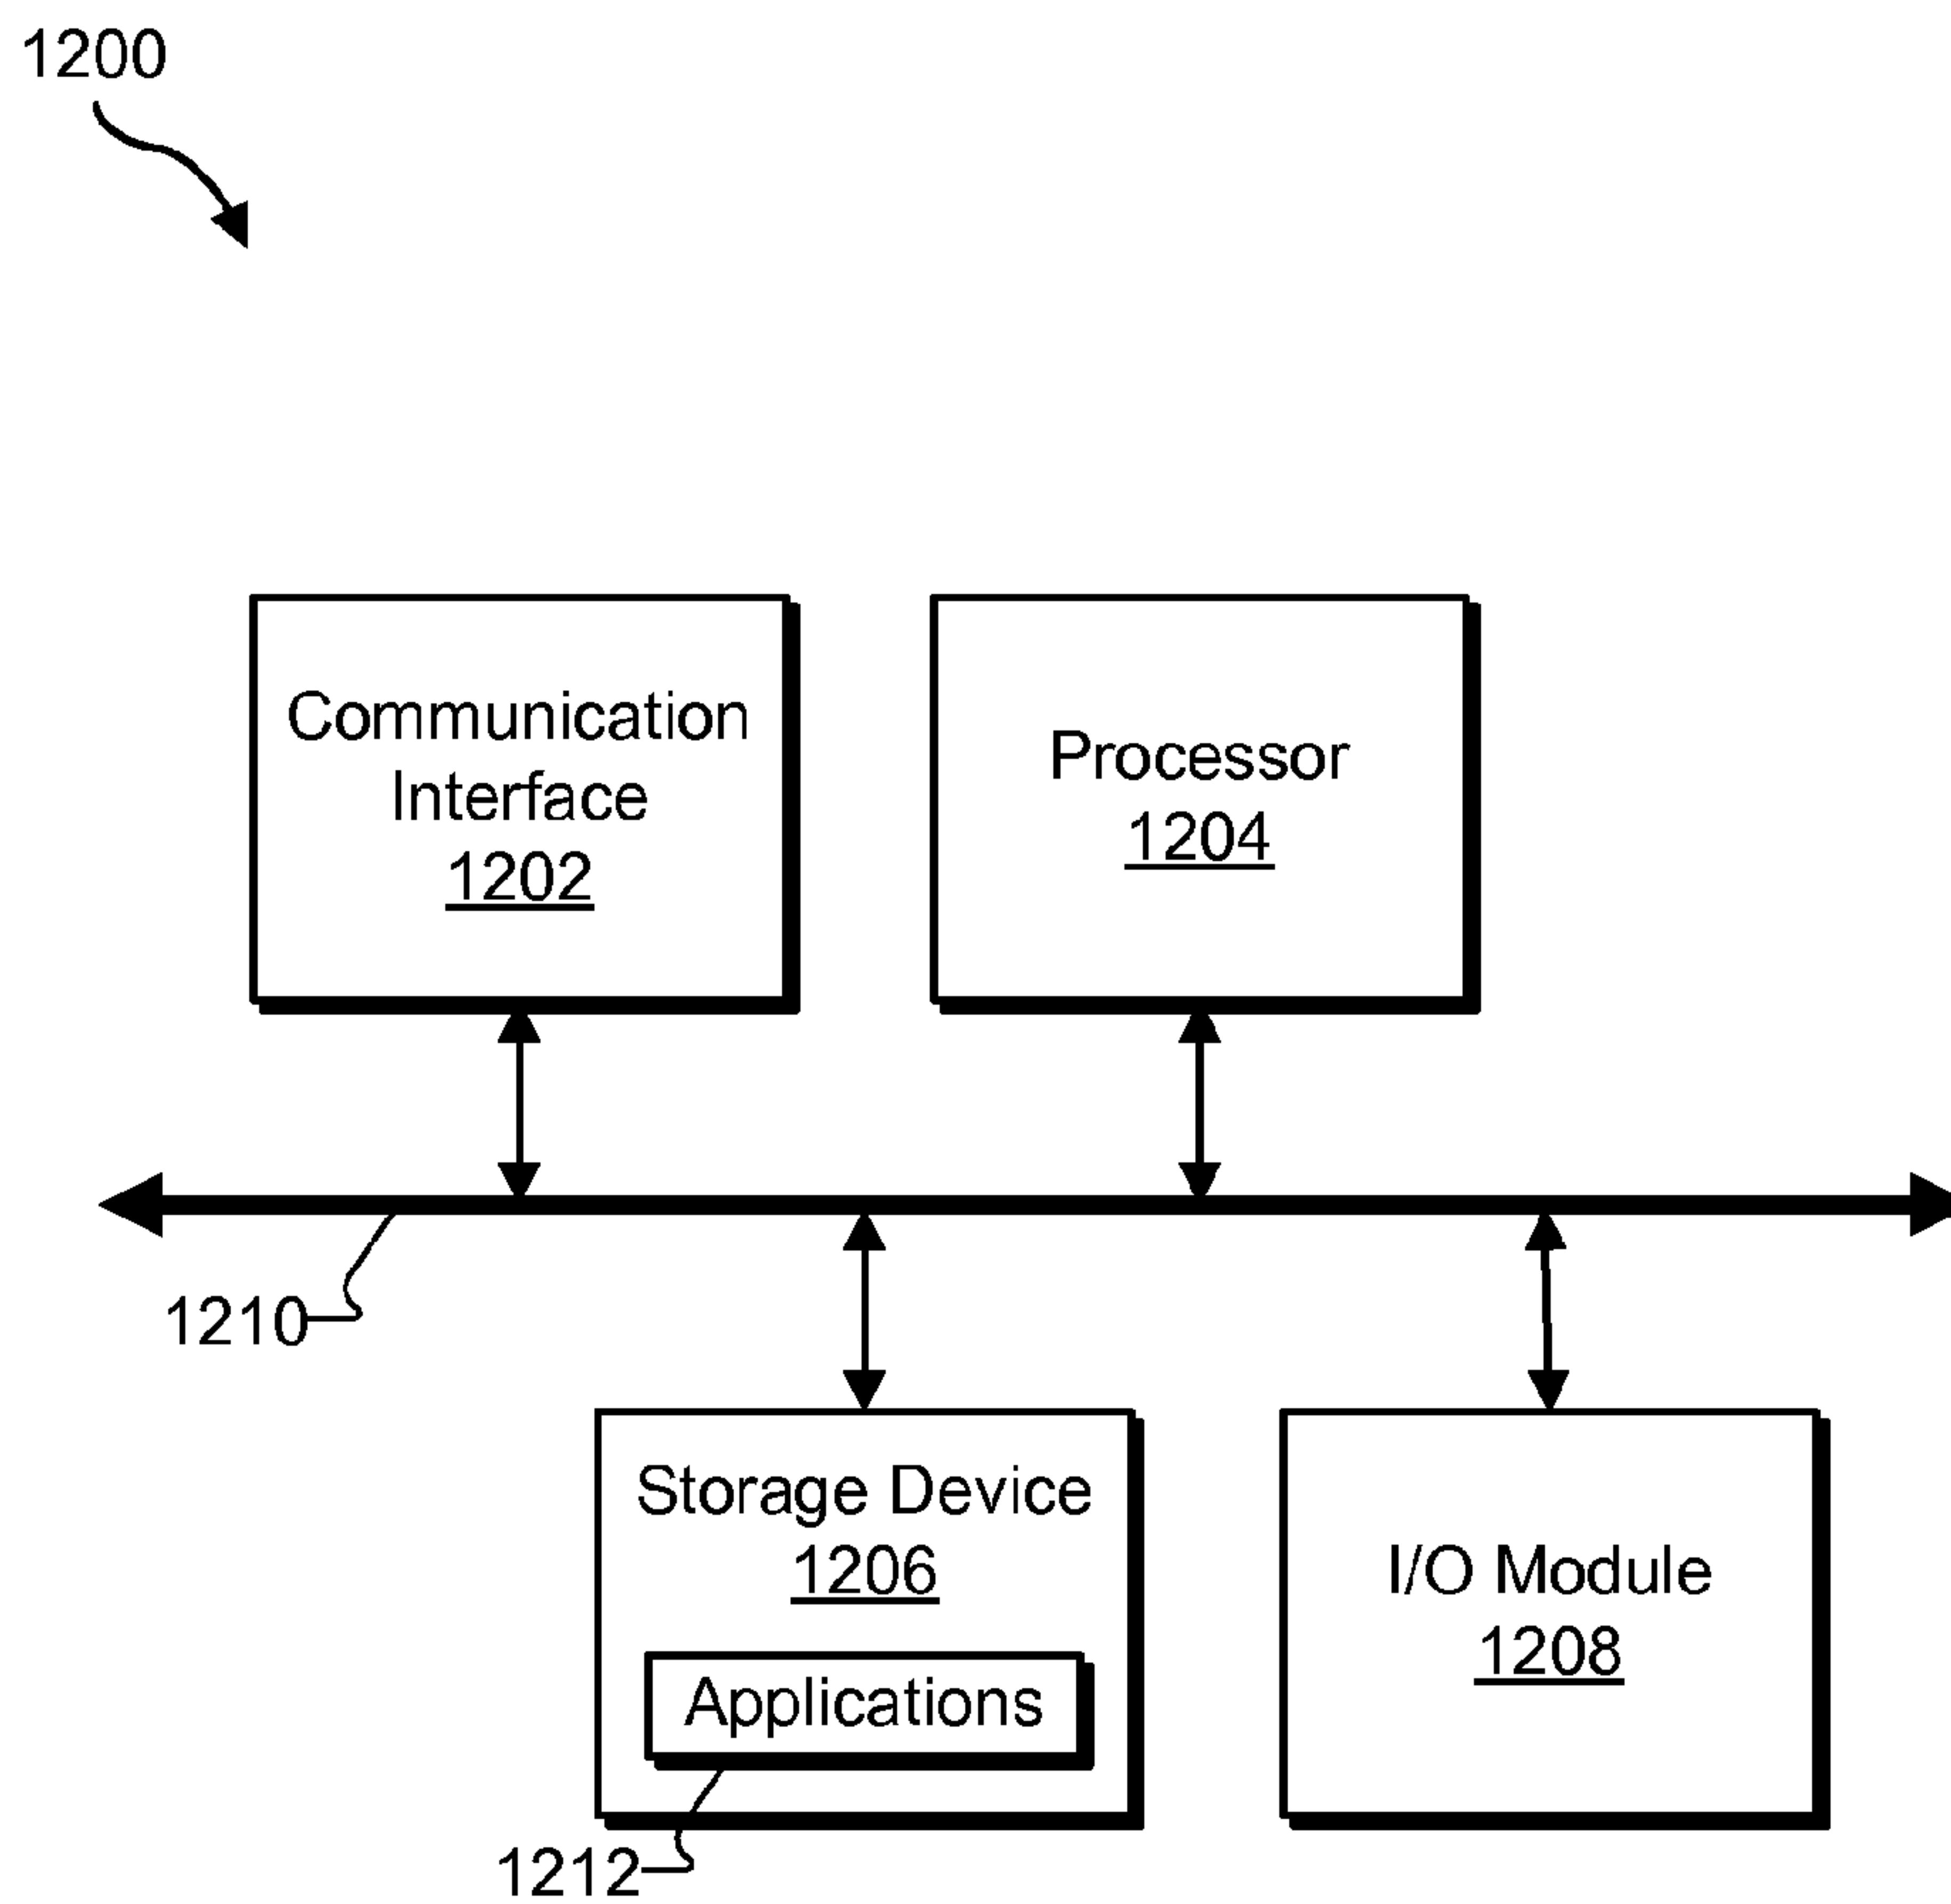 1200
Communication
Interface
1202
Processor
1204
1210
Storage Device
1206
Applications
1212
I/O Module
1208